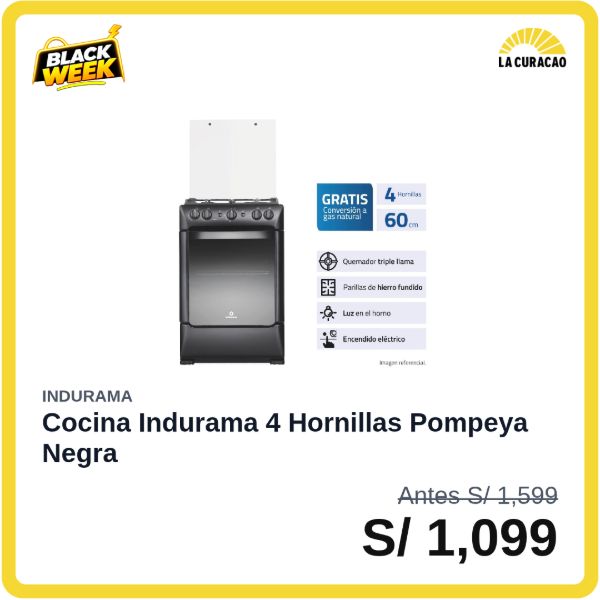 BLACK
WEEK
LA CURACAO
GRATIS
Conversión a
gas natural
4 Hornillas
60 cm
Quemador triple llama
Parillas de hierro fundido
Luz en el horno
Encendido eléctrico
Imagen referencial.
INDURAMA
Cocina Indurama 4 Hornillas Pompeya
Negra
Antes S/ 1,599
S/ 1,099